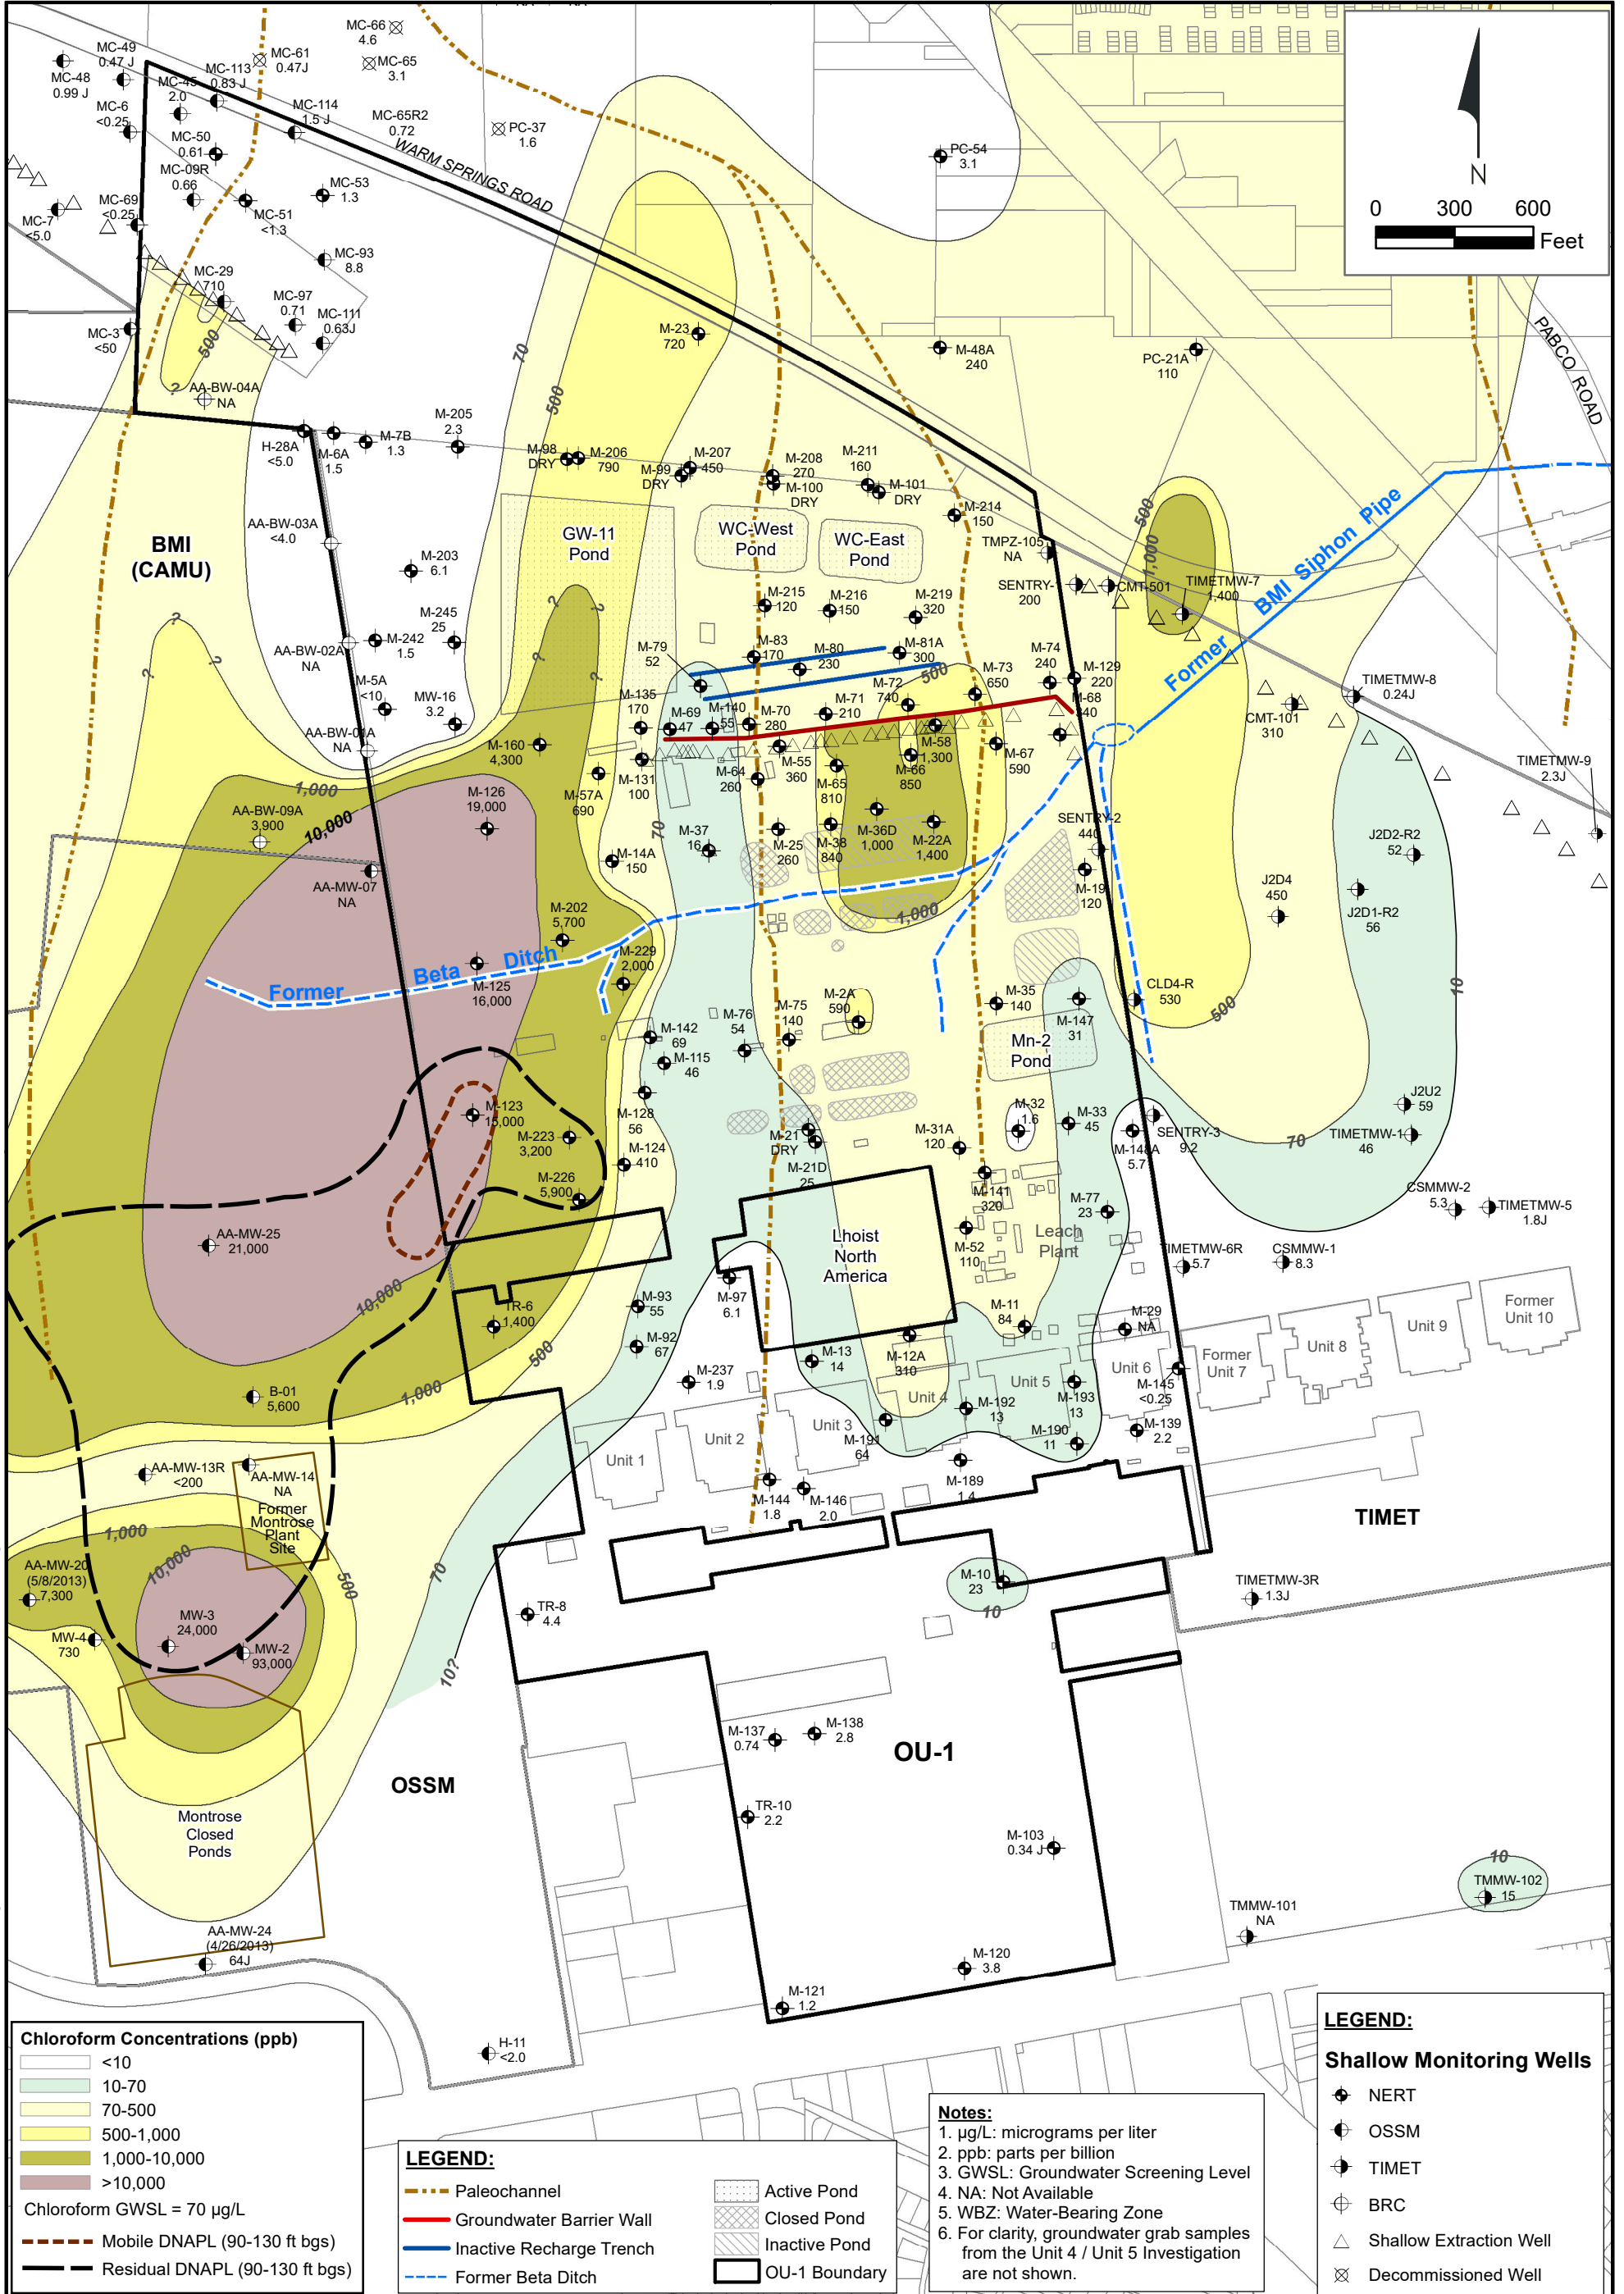 MC-66
4.6
MC-49
0.47 J
MC-61
0.47J
MC-65
3.1
MC-48
0.99 J
MC-113
0.83 J
MC-45
2.0
MC-6
<0.25
MC-114
1.5 J
MC-65R2
0.72
PC-37
1.6
MC-50
0.61
WARM SPRINGS ROAD
PC-54
3.1
MC-09R
0.66
MC-53
1.3
MC-69
<0.25
MC-7
<5.0
MC-51
<1.3
MC-93
8.8
MC-29
710
MC-97
0.71
MC-111
0.63J
MC-3
<50
500
70
500
M-23
720
M-48A
240
PC-21A
110
PABCO ROAD
N
0 300 600
Feet
?
AA-BW-04A
NA
H-28A
<5.0
M-6A
1.5
M-7B
1.3
M-205
2.3
M-98
DRY
M-206
790
M-99
DRY
M-207
450
M-208
270
M-100
DRY
M-211
160
M-101
DRY
M-214
150
BMI
(CAMU)
AA-BW-03A
<4.0
GW-11
Pond
WC-West
Pond
WC-East
Pond
TMPZ-105
NA
500
1,000
SENTRY-
200
CMT-501
TIMETMW-7
1,400
Former
BMI Siphon Pipe
M-203
6.1
M-215
120
M-216
150
M-219
320
?
?
?
?
?
?
?
M-245
25
M-242
1.5
AA-BW-02A
NA
M-79
52
M-83
170
M-80
230
M-81A
300
M-74
240
M-129
220
500
M-72
740
M-73
650
M-68
340
TIMETMW-8
0.24J
CMT-101
310
M-5A
<10
MW-16
3.2
M-135
170
M-69
47
M-140
55
M-70
280
M-71
210
AA-BW-01A
NA
M-160
4,300
M-58
1,300
M-67
590
M-131
100
M-64
260
M-55
360
M-65
810
M-66
850
TIMETMW-9
2.3J
M-57A
690
1,000
10,000
AA-BW-09A
3,900
M-126
19,000
70
M-37
16
M-25
260
M-38
840
M-36D
1,000
M-22A
1,400
SENTRY-2
440
J2D2-R2
52
AA-MW-07
NA
M-14A
150
M-19
120
J2D4
450
J2D1-R2
56
1,000
M-202
5,700
Former
Beta
Ditch
M-125
16,000
M-229
2,000
M-2A
590
M-35
140
M-147
31
CLD4-R
530
500
10
M-142
69
M-76
54
M-75
140
M-115
46
Mn-2
Pond
M-123
15,000
M-128
56
M-32
1.6
M-33
45
J2U2
59
M-223
3,200
M-21
DRY
M-31A
120
M-148A
5.7
SENTRY-3
9.2
70
TIMETMW-1
46
M-124
410
M-21D
25
M-226
5,900
M-141
320
M-77
23
CSMMW-2
5.3
TIMETMW-5
1.8J
AA-MW-25
21,000
Lhoist
North
America
M-52
110
Leach
Plant
TIMETMW-6R
5.7
CSMMW-1
8.3
10,000
TR-6
1,400
M-93
55
M-97
6.1
M-11
84
M-29
NA
Former
Unit 10
Unit 9
Unit 8
Former
Unit 7
500
M-92
67
M-13
14
M-12A
310
Unit 6
M-145
<0.25
1,000
B-01
5,600
M-237
1.9
Unit 4
Unit 5
M-192
13
M-193
13
Unit 3
M-191
64
M-190
11
M-139
2.2
Unit 2
Unit 1
AA-MW-13R
<200
AA-MW-14
NA
M-144
1.8
M-146
2.0
M-189
1.4
Former
Montrose
Plant
Site
1,000
10,000
500
70
TIMET
AA-MW-20
(5/8/2013)
7,300
M-10
23
10
TIMETMW-3R
1.3J
MW-3
24,000
MW-4
730
MW-2
93,000
TR-8
4.4
10?
M-137
0.74
M-138
2.8
OU-1
OSSM
Montrose
Closed
Ponds
TR-10
2.2
M-103
0.34 J
10
TMMW-102
15
TMMW-101
NA
AA-MW-24
(4/26/2013)
64J
M-120
3.8
M-121
1.2
H-11
<2.0
Chloroform Concentrations (ppb)
<10
10-70
70-500
500-1,000
1,000-10,000
>10,000
Chloroform GWSL = 70 µg/L
Mobile DNAPL (90-130 ft bgs)
Residual DNAPL (90-130 ft bgs)
LEGEND:
Paleochannel
Groundwater Barrier Wall
Inactive Recharge Trench
Former Beta Ditch
Active Pond
Closed Pond
Inactive Pond
OU-1 Boundary
Notes:
1. µg/L: micrograms per liter
2. ppb: parts per billion
3. GWSL: Groundwater Screening Level
4. NA: Not Available
5. WBZ: Water-Bearing Zone
6. For clarity, groundwater grab samples
from the Unit 4 / Unit 5 Investigation
are not shown.
LEGEND:
Shallow Monitoring Wells
NERT
OSSM
TIMET
BRC
Shallow Extraction Well
Decommissioned Well